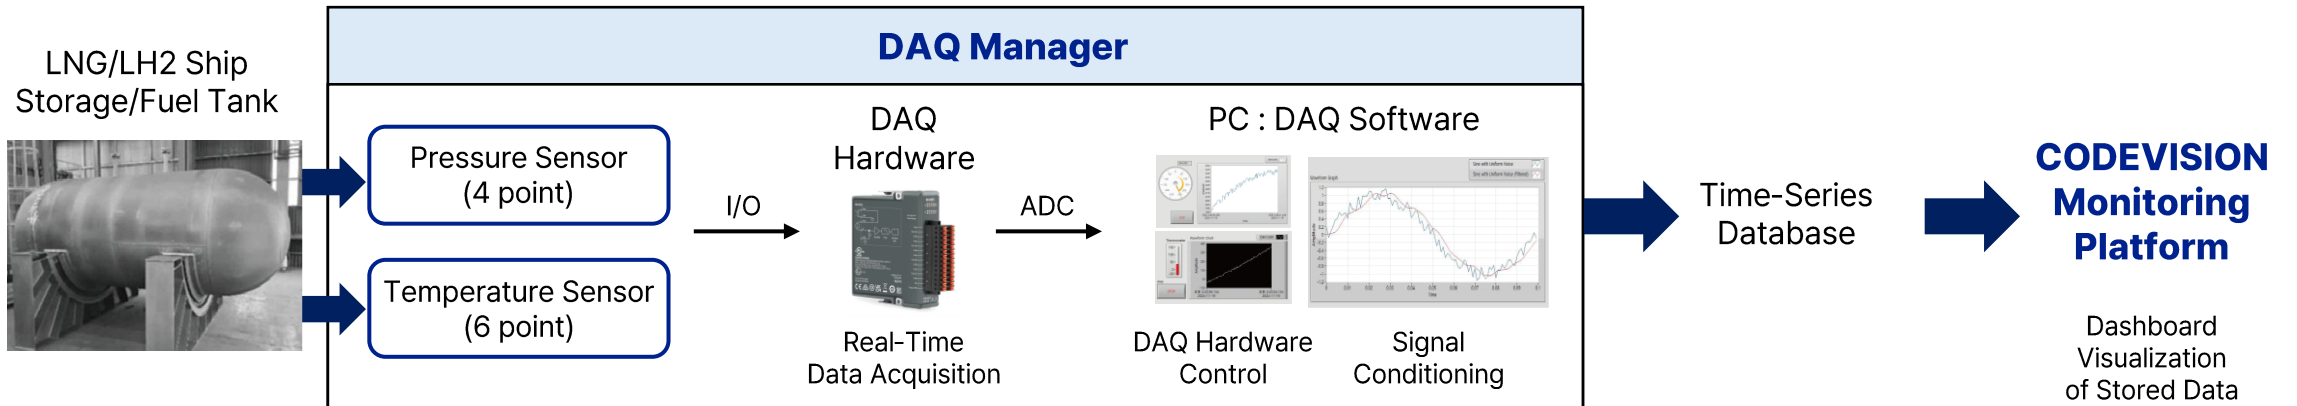 DAQ Manager
LNG/LH2 Ship
Storage/Fuel Tank
Pressure Sensor
(4 point)
Temperature Sensor
(6 point)
I/O
DAQ
Hardware
Real-Time
Data Acquisition
ADC
PC : DAQ Software
DAQ Hardware
Control
Signal
Conditioning
Time-Series
Database
CODEVISION
Monitoring
Platform
Dashboard
Visualization
of Stored Data